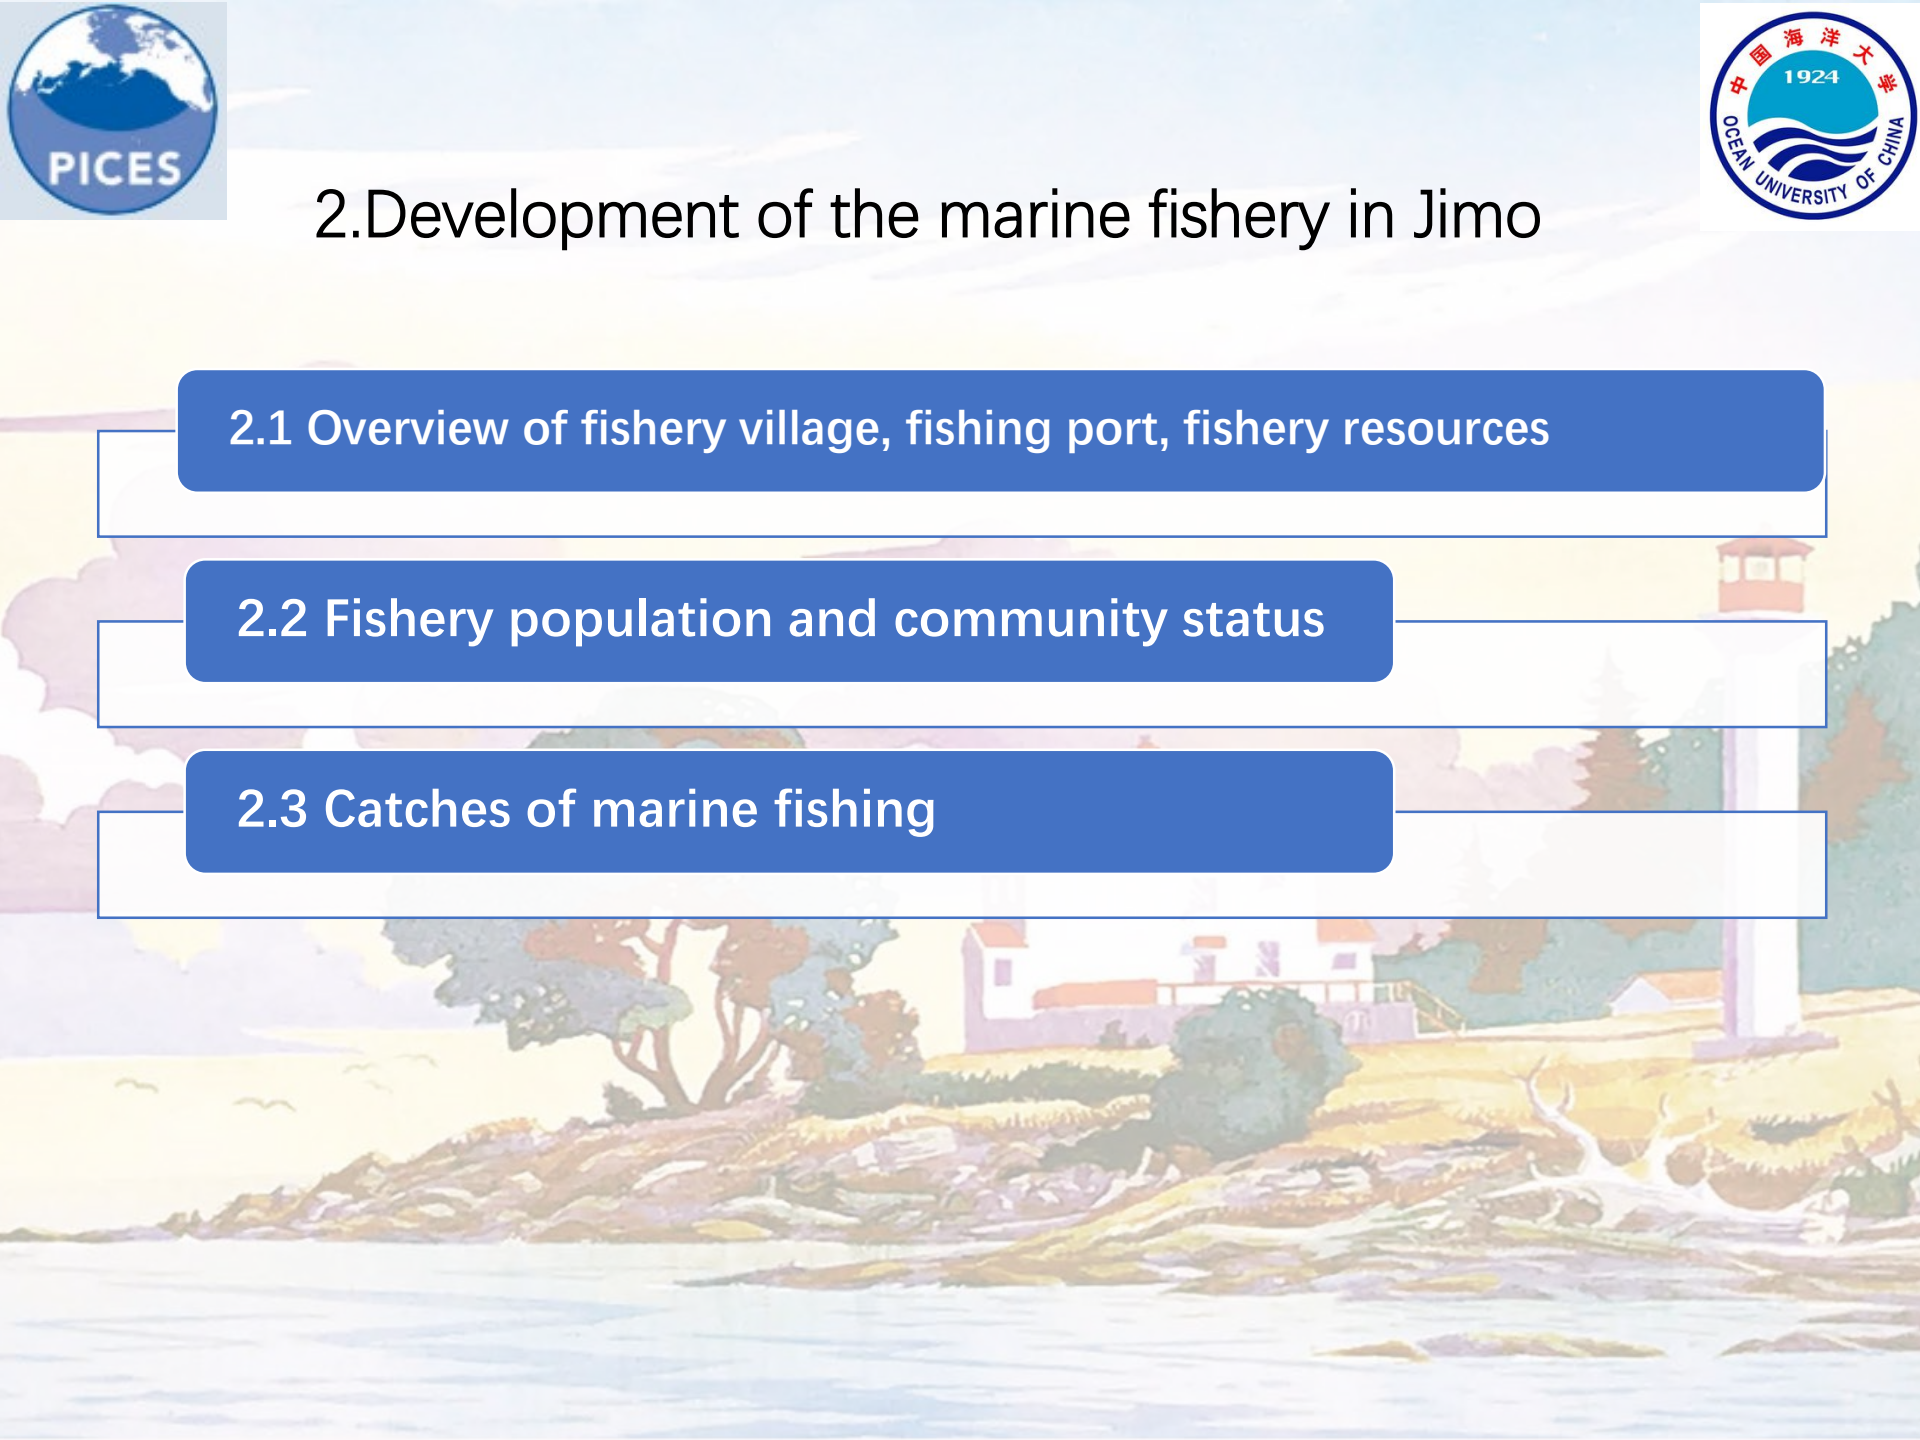 PICES
中国海洋大学
1924
OCEAN UNIVERSITY OF CHINA
2.Development of the marine fishery in Jimo
2.1 Overview of fishery village, fishing port, fishery resources
2.2 Fishery population and community status
2.3 Catches of marine fishing